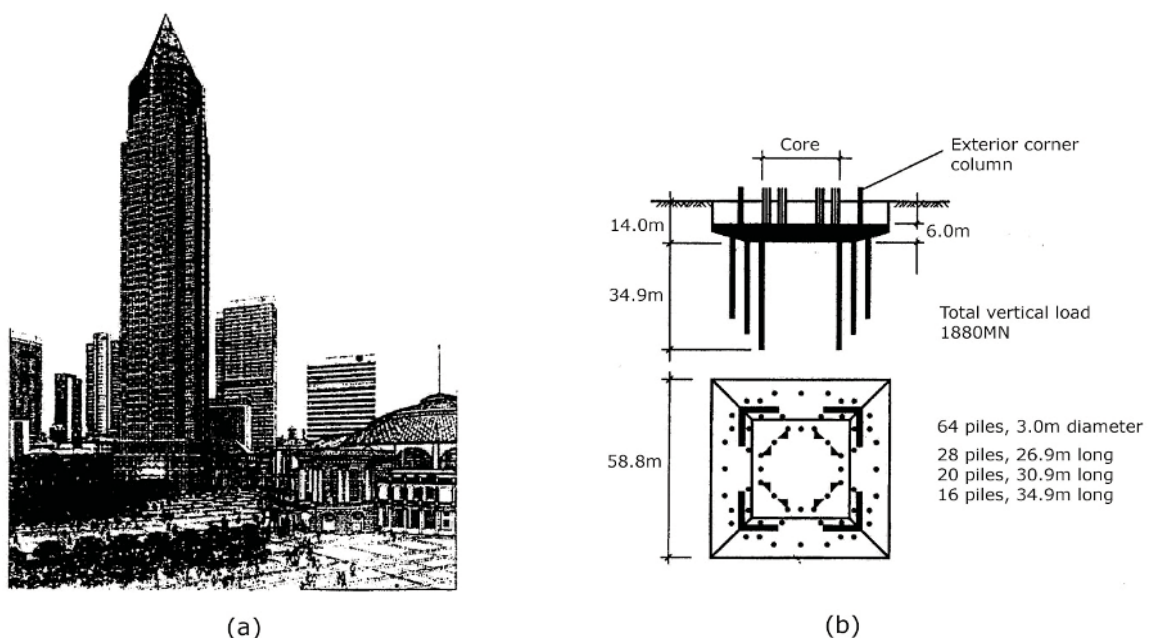 Core
Exterior corner
column
14.0m
6.0m
34.9m
Total vertical load
1880MN
58.8m
64 piles, 3.0m diameter
28 piles, 26.9m long
20 piles, 30.9m long
16 piles, 34.9m long
(a)
(b)